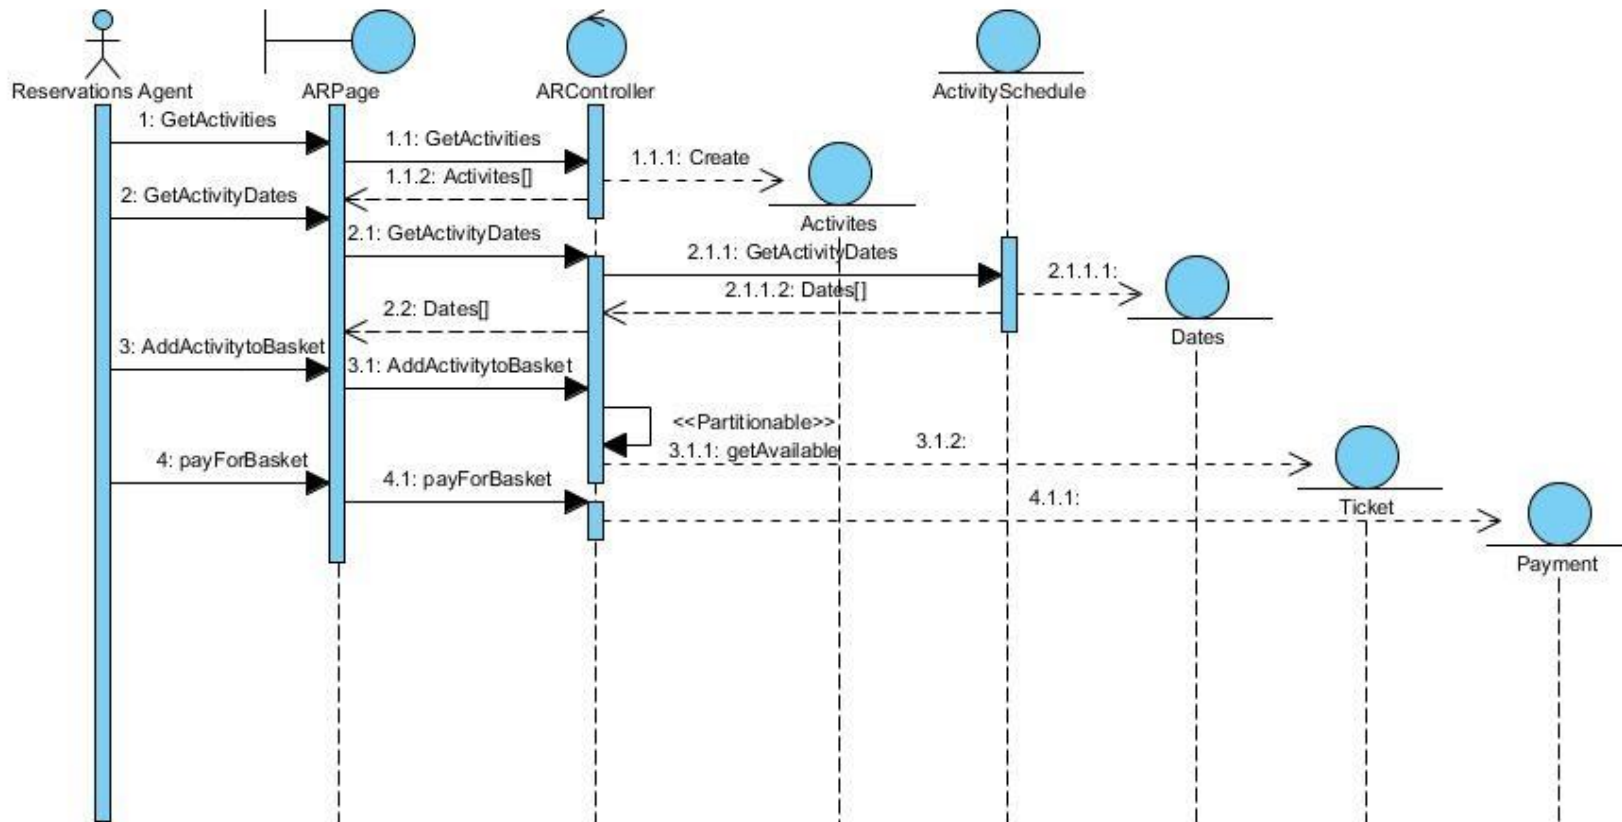 Reservations Agent
ARPage
ARController
ActivitySchedule
1: GetActivities
1.1: GetActivities
1.1.1: Create
1.1.2: Activites[]
2: GetActivityDates
Activites
2.1: GetActivityDates
2.1.1: GetActivityDates
2.1.1.1:
2.1.1.2: Dates[]
2.2: Dates[]
Dates
3: AddActivitytoBasket
3.1: AddActivitytoBasket
<<Partitionable>>
3.1.1: getAvailable
3.1.2:
4: payForBasket
4.1: payForBasket
4.1.1:
Ticket
Payment